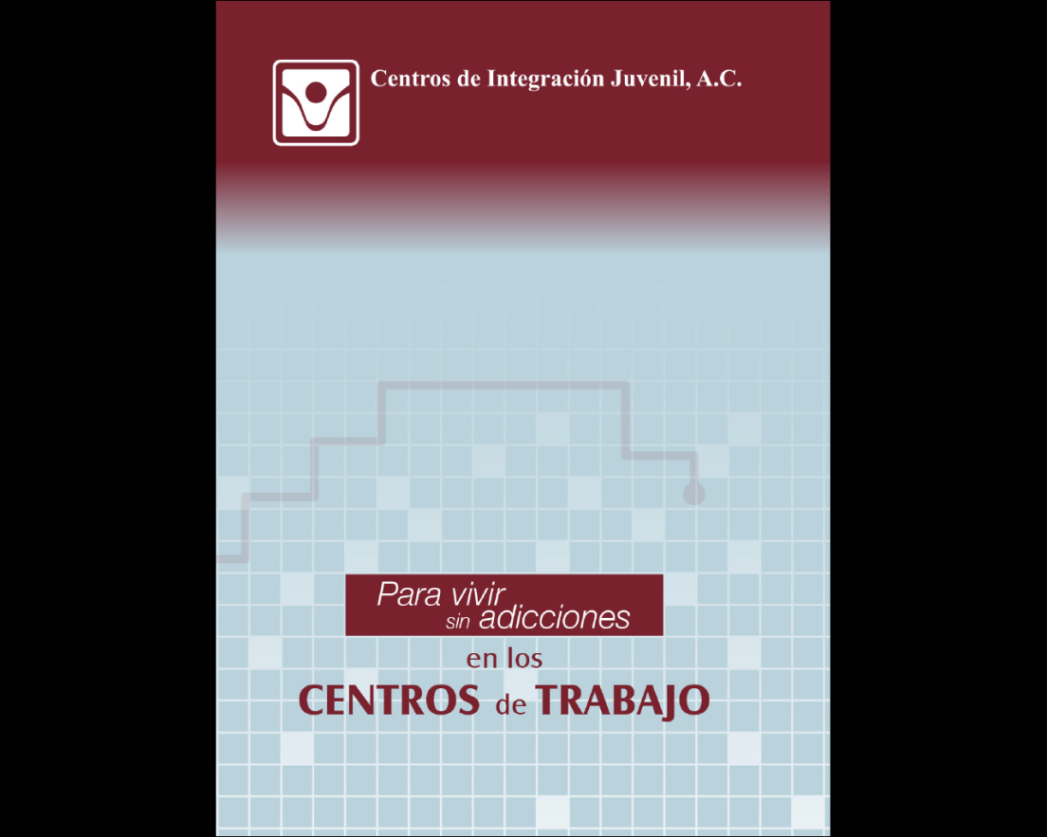 Centros de Integración Juvenil, A.C.
Para vivir
sin adicciones
en los
CENTROS de TRABAJO